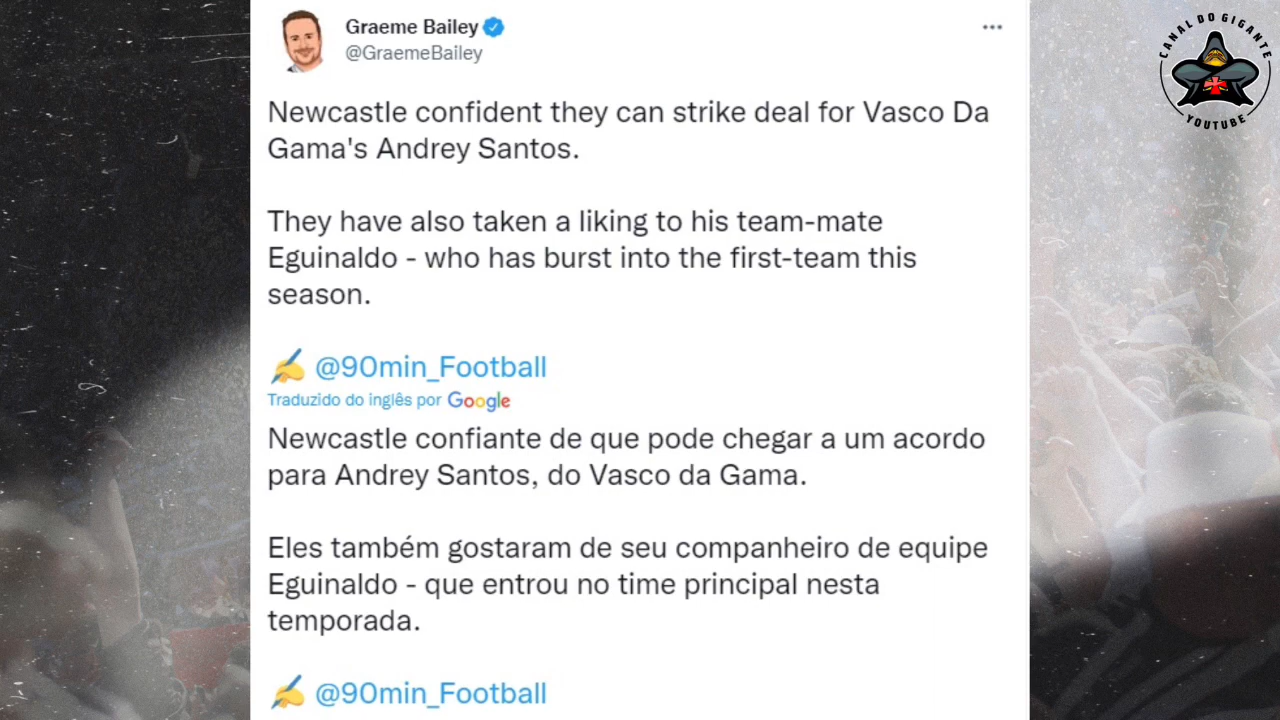 Graeme Bailey
@GraemeBailey
CANAL DO GIGANTE
YOUTUBE
Newcastle confident they can strike deal for Vasco Da
Gama's Andrey Santos.
They have also taken a liking to his team-mate
Eguinaldo - who has burst into the first-team this
season.
✍️ @90min_Football
Traduzido do inglês por Google
Newcastle confiante de que pode chegar a um acordo
para Andrey Santos, do Vasco da Gama.
Eles também gostaram de seu companheiro de equipe
Eguinaldo - que entrou no time principal nesta
temporada.
✍️ @90min_Football